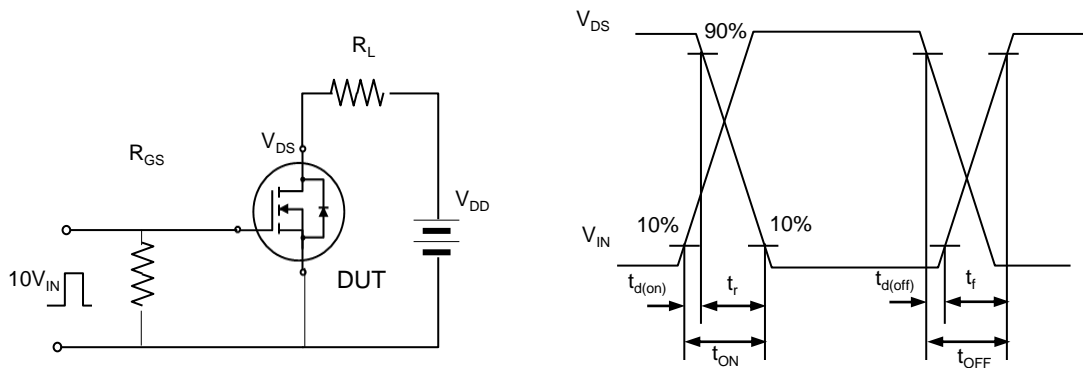 R_L
V_DS
R_GS
V_DD
10V_IN
DUT
V_DS
90%
10%
10%
V_IN
t_d(on)
t_r
t_d(off)
t_f
t_ON
t_OFF